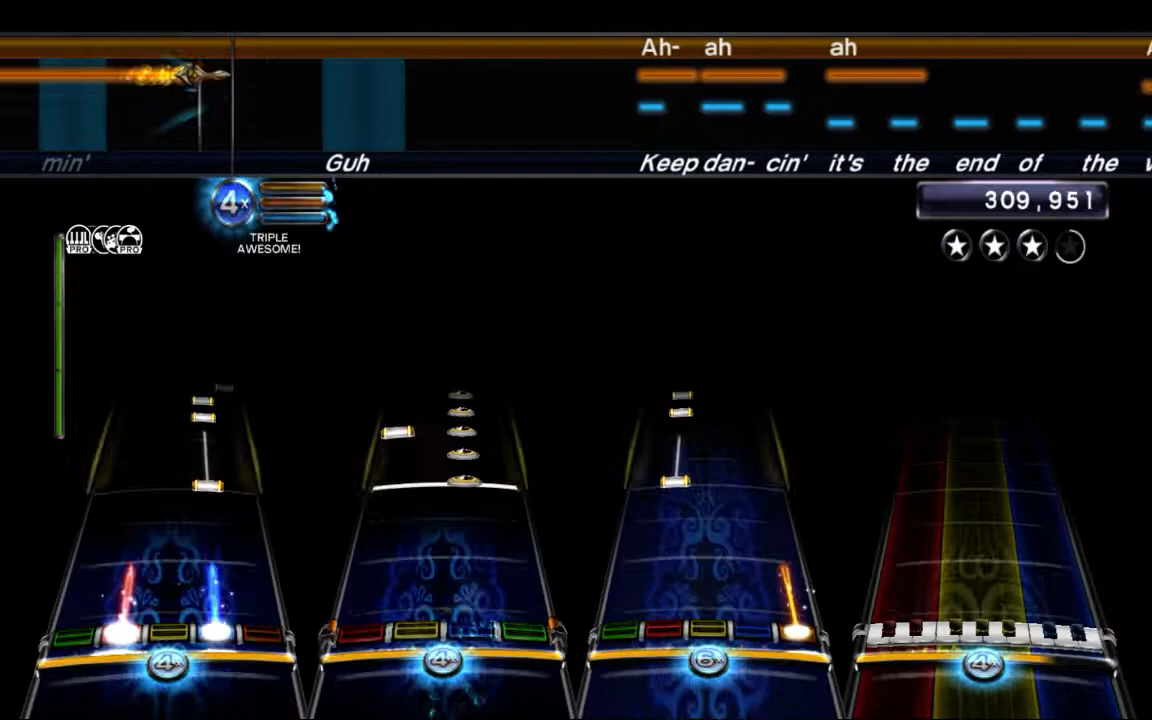 Ah- ah ah
min' Guh Keep dan- cin' it's the end of the
4x
309,951
TRIPLE
AWESOME!
PRO PRO
4x 4x 6x 4x